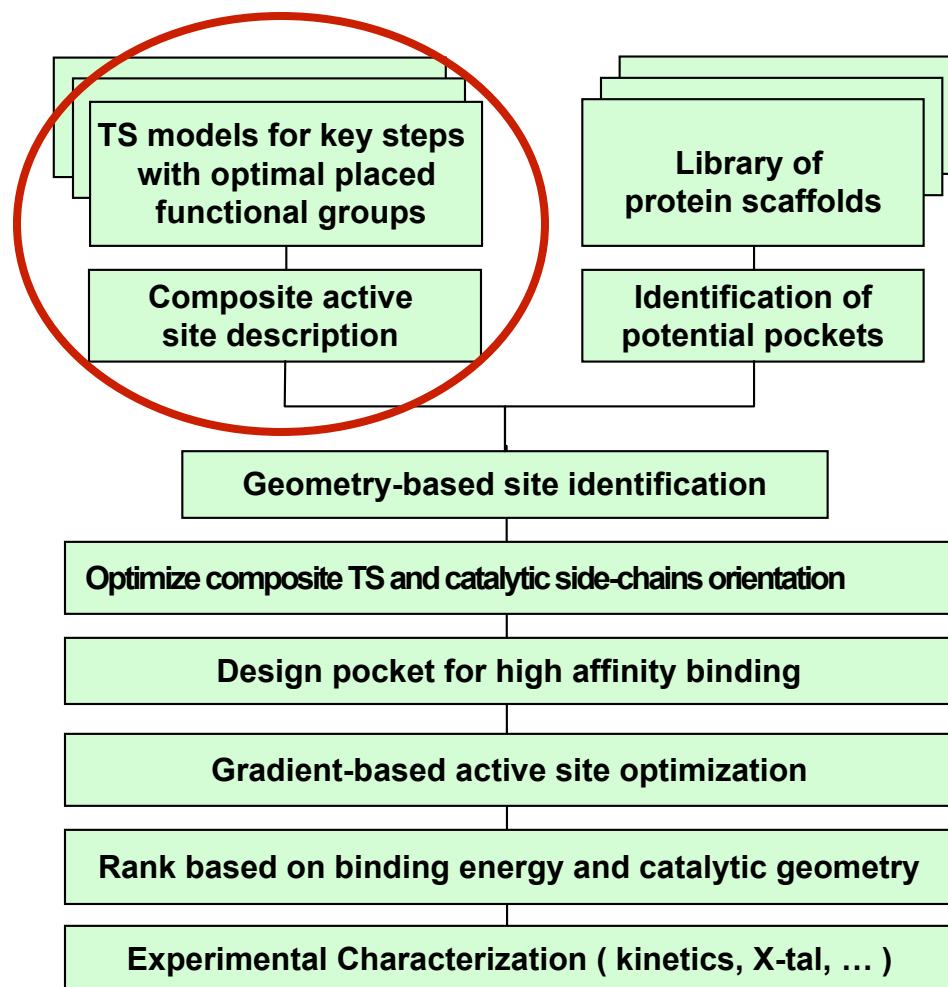 TS models for key steps
with optimal placed
functional groups
Library of
protein scaffolds
Composite active
site description
Identification of
potential pockets
Geometry-based site identification
Optimize composite TS and catalytic side-chains orientation
Design pocket for high affinity binding
Gradient-based active site optimization
Rank based on binding energy and catalytic geometry
Experimental Characterization ( kinetics, X-tal, … )